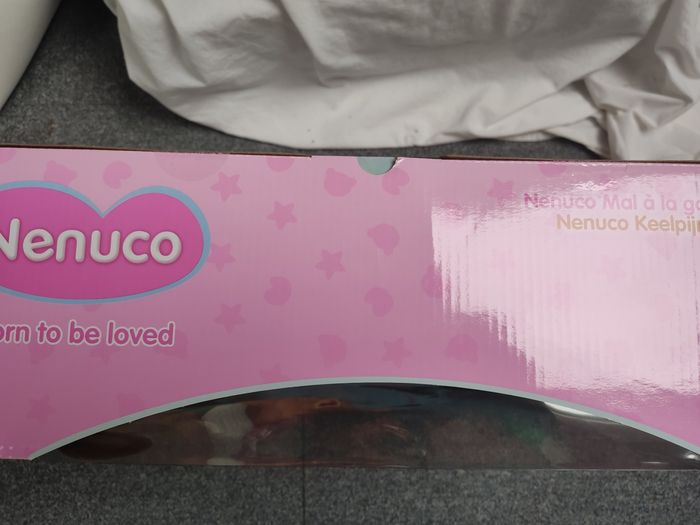 Nenuco
orn to be loved
Nenuco Mal à la go
Nenuco Keelpijn